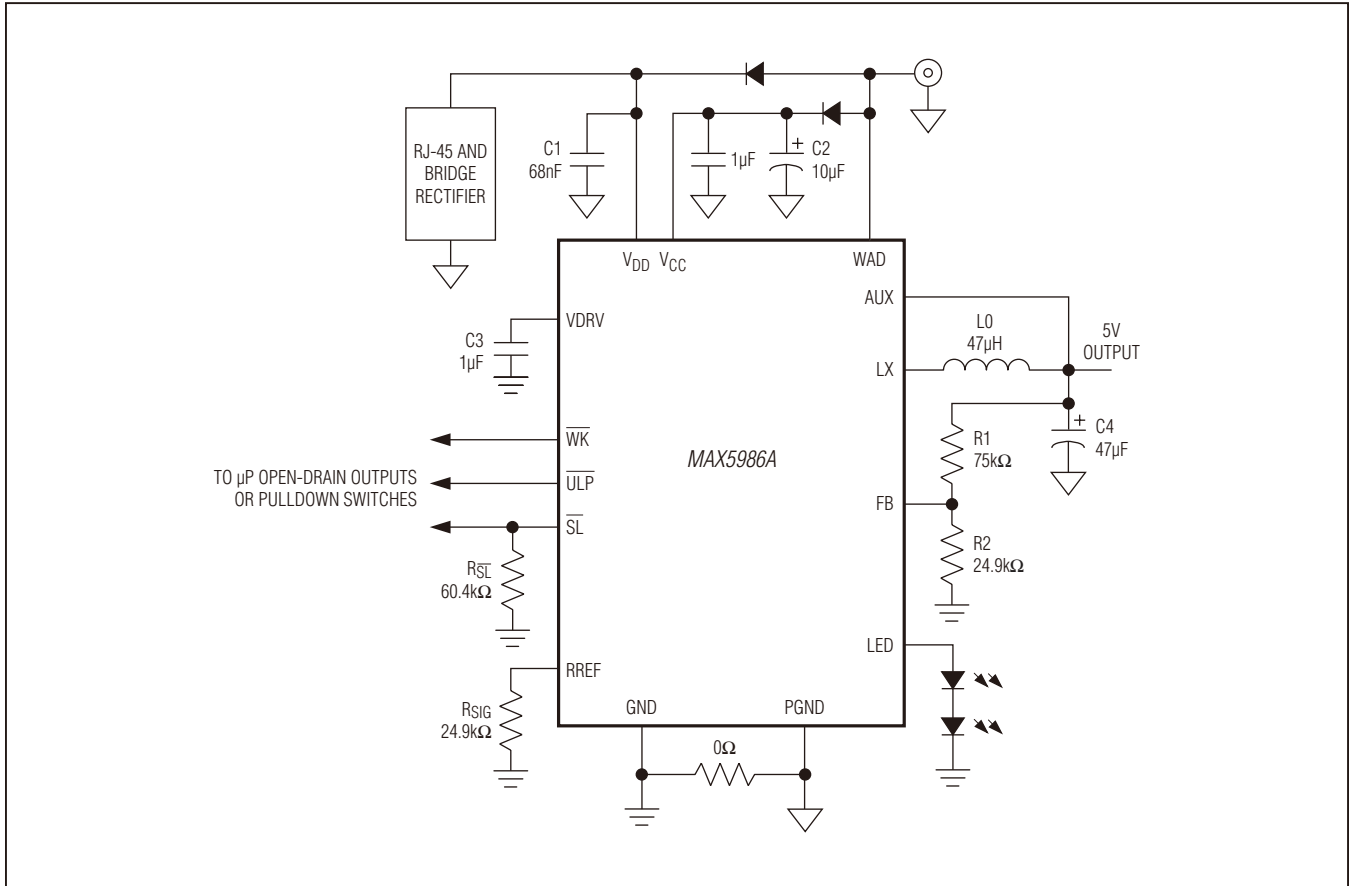 RJ-45 AND
BRIDGE
RECTIFIER
C1
68nF
1µF
+
C2
10µF
VDD
VCC
WAD
AUX
VDRV
C3
1µF
L0
47µH
5V
OUTPUT
LX
WK
MAX5986A
+
C4
47µF
R1
75kΩ
TO µP OPEN-DRAIN OUTPUTS
OR PULLDOWN SWITCHES
ULP
FB
SL
R2
24.9kΩ
RSL
60.4kΩ
LED
RREF
RSIG
24.9kΩ
GND
PGND
0Ω